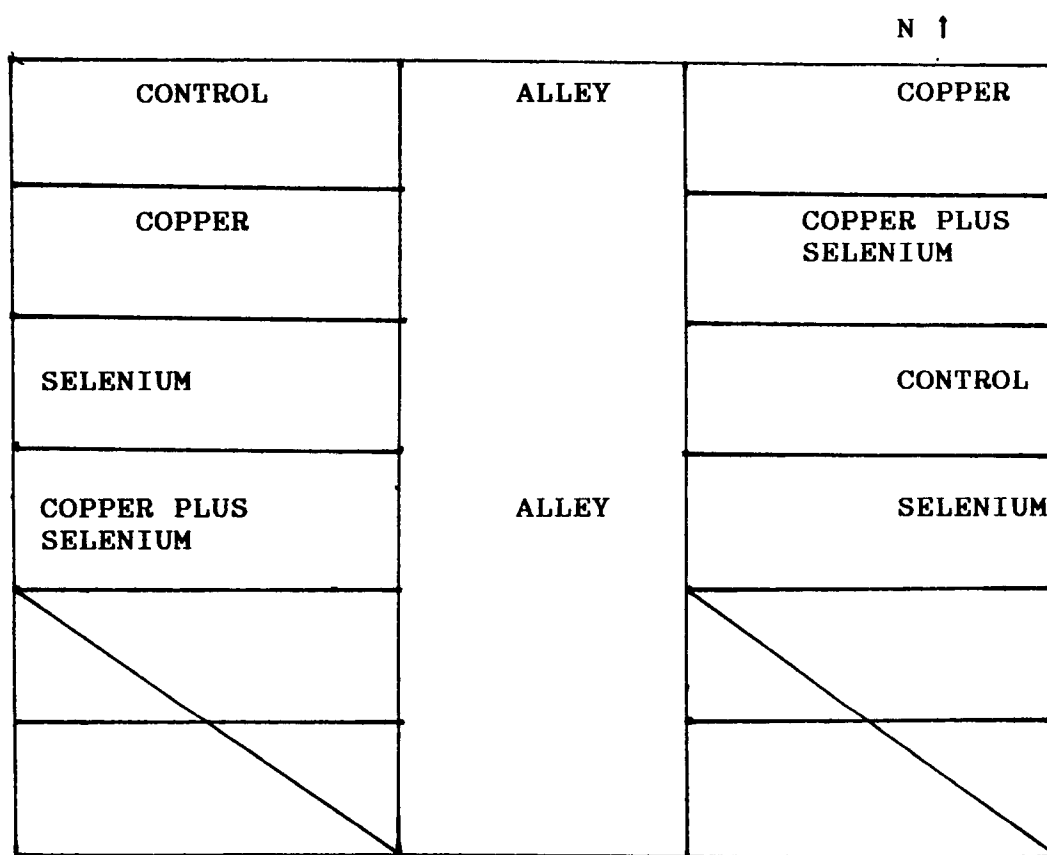 N ↑
CONTROL
ALLEY
COPPER
COPPER
COPPER PLUS
SELENIUM
SELENIUM
CONTROL
COPPER PLUS
SELENIUM
ALLEY
SELENIUM